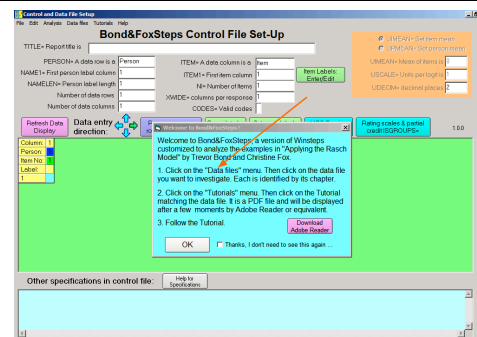 Control and Data File Setup
File Edit Analysis Data files Tutorials Help
Bond&FoxSteps Control File Set-Up
TITLE= Report title is
PERSON= A data row is a Person
ITEM= A data column is a Item
NAME1= First person label column 1
ITEM1= First item column 1
NAMELEN= Person label length 1
NI= Number of items 1
Number of data rows 1
XWIDE= columns per response 1
Number of data columns 1
CODES= Valid codes
Item Labels: Enter/Edit
UIMEAN= Set item mean
UPMEAN= Set person mean
UIMEAN= Mean of items is
USCALE= Units per logit is 1
UDECIM= decimal places 2
Refresh Data Display
Data entry direction:
Rating scales & partial credit ISGROUPS=
1.0.0
Column: 1
Person:
Item No: 1
Label:
1
Welcome to Bond&FoxSteps!
Welcome to Bond&FoxSteps, a version of Winsteps
customized to analyze the examples in "Applying the Rasch
Model" by Trevor Bond and Christine Fox.
1. Click on the "Data files" menu. Then click on the data file
you want to investigate. Each is identified by its chapter.
2. Click on the "Tutorials" menu. Then click on the Tutorial
matching the data file. It is a PDF file and will be displayed
after a few moments by Adobe Reader or equivalent.
3. Follow the Tutorial.
Download
Adobe Reader
OK
Thanks, I don't need to see this again ...
Other specifications in control file:
Help for
Specifications